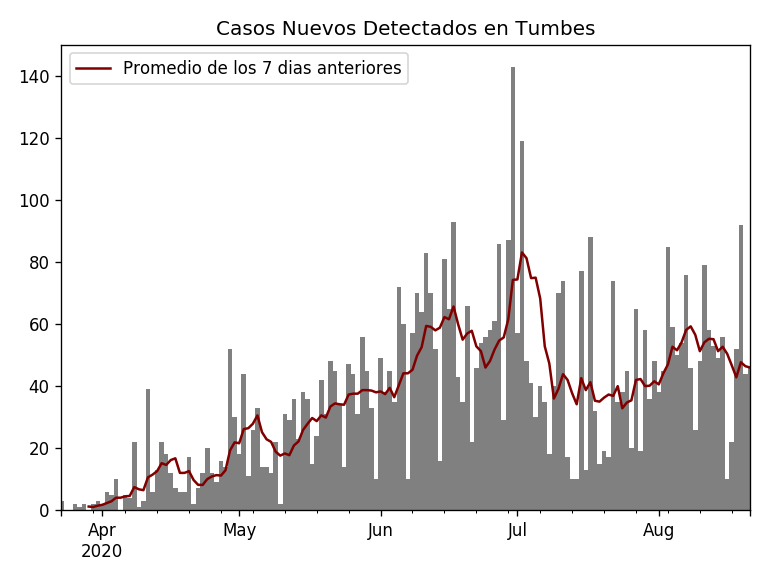 Casos Nuevos Detectados en Tumbes
Promedio de los 7 dias anteriores
140
120
100
80
60
40
20
0
Apr
2020
May
Jun
Jul
Aug